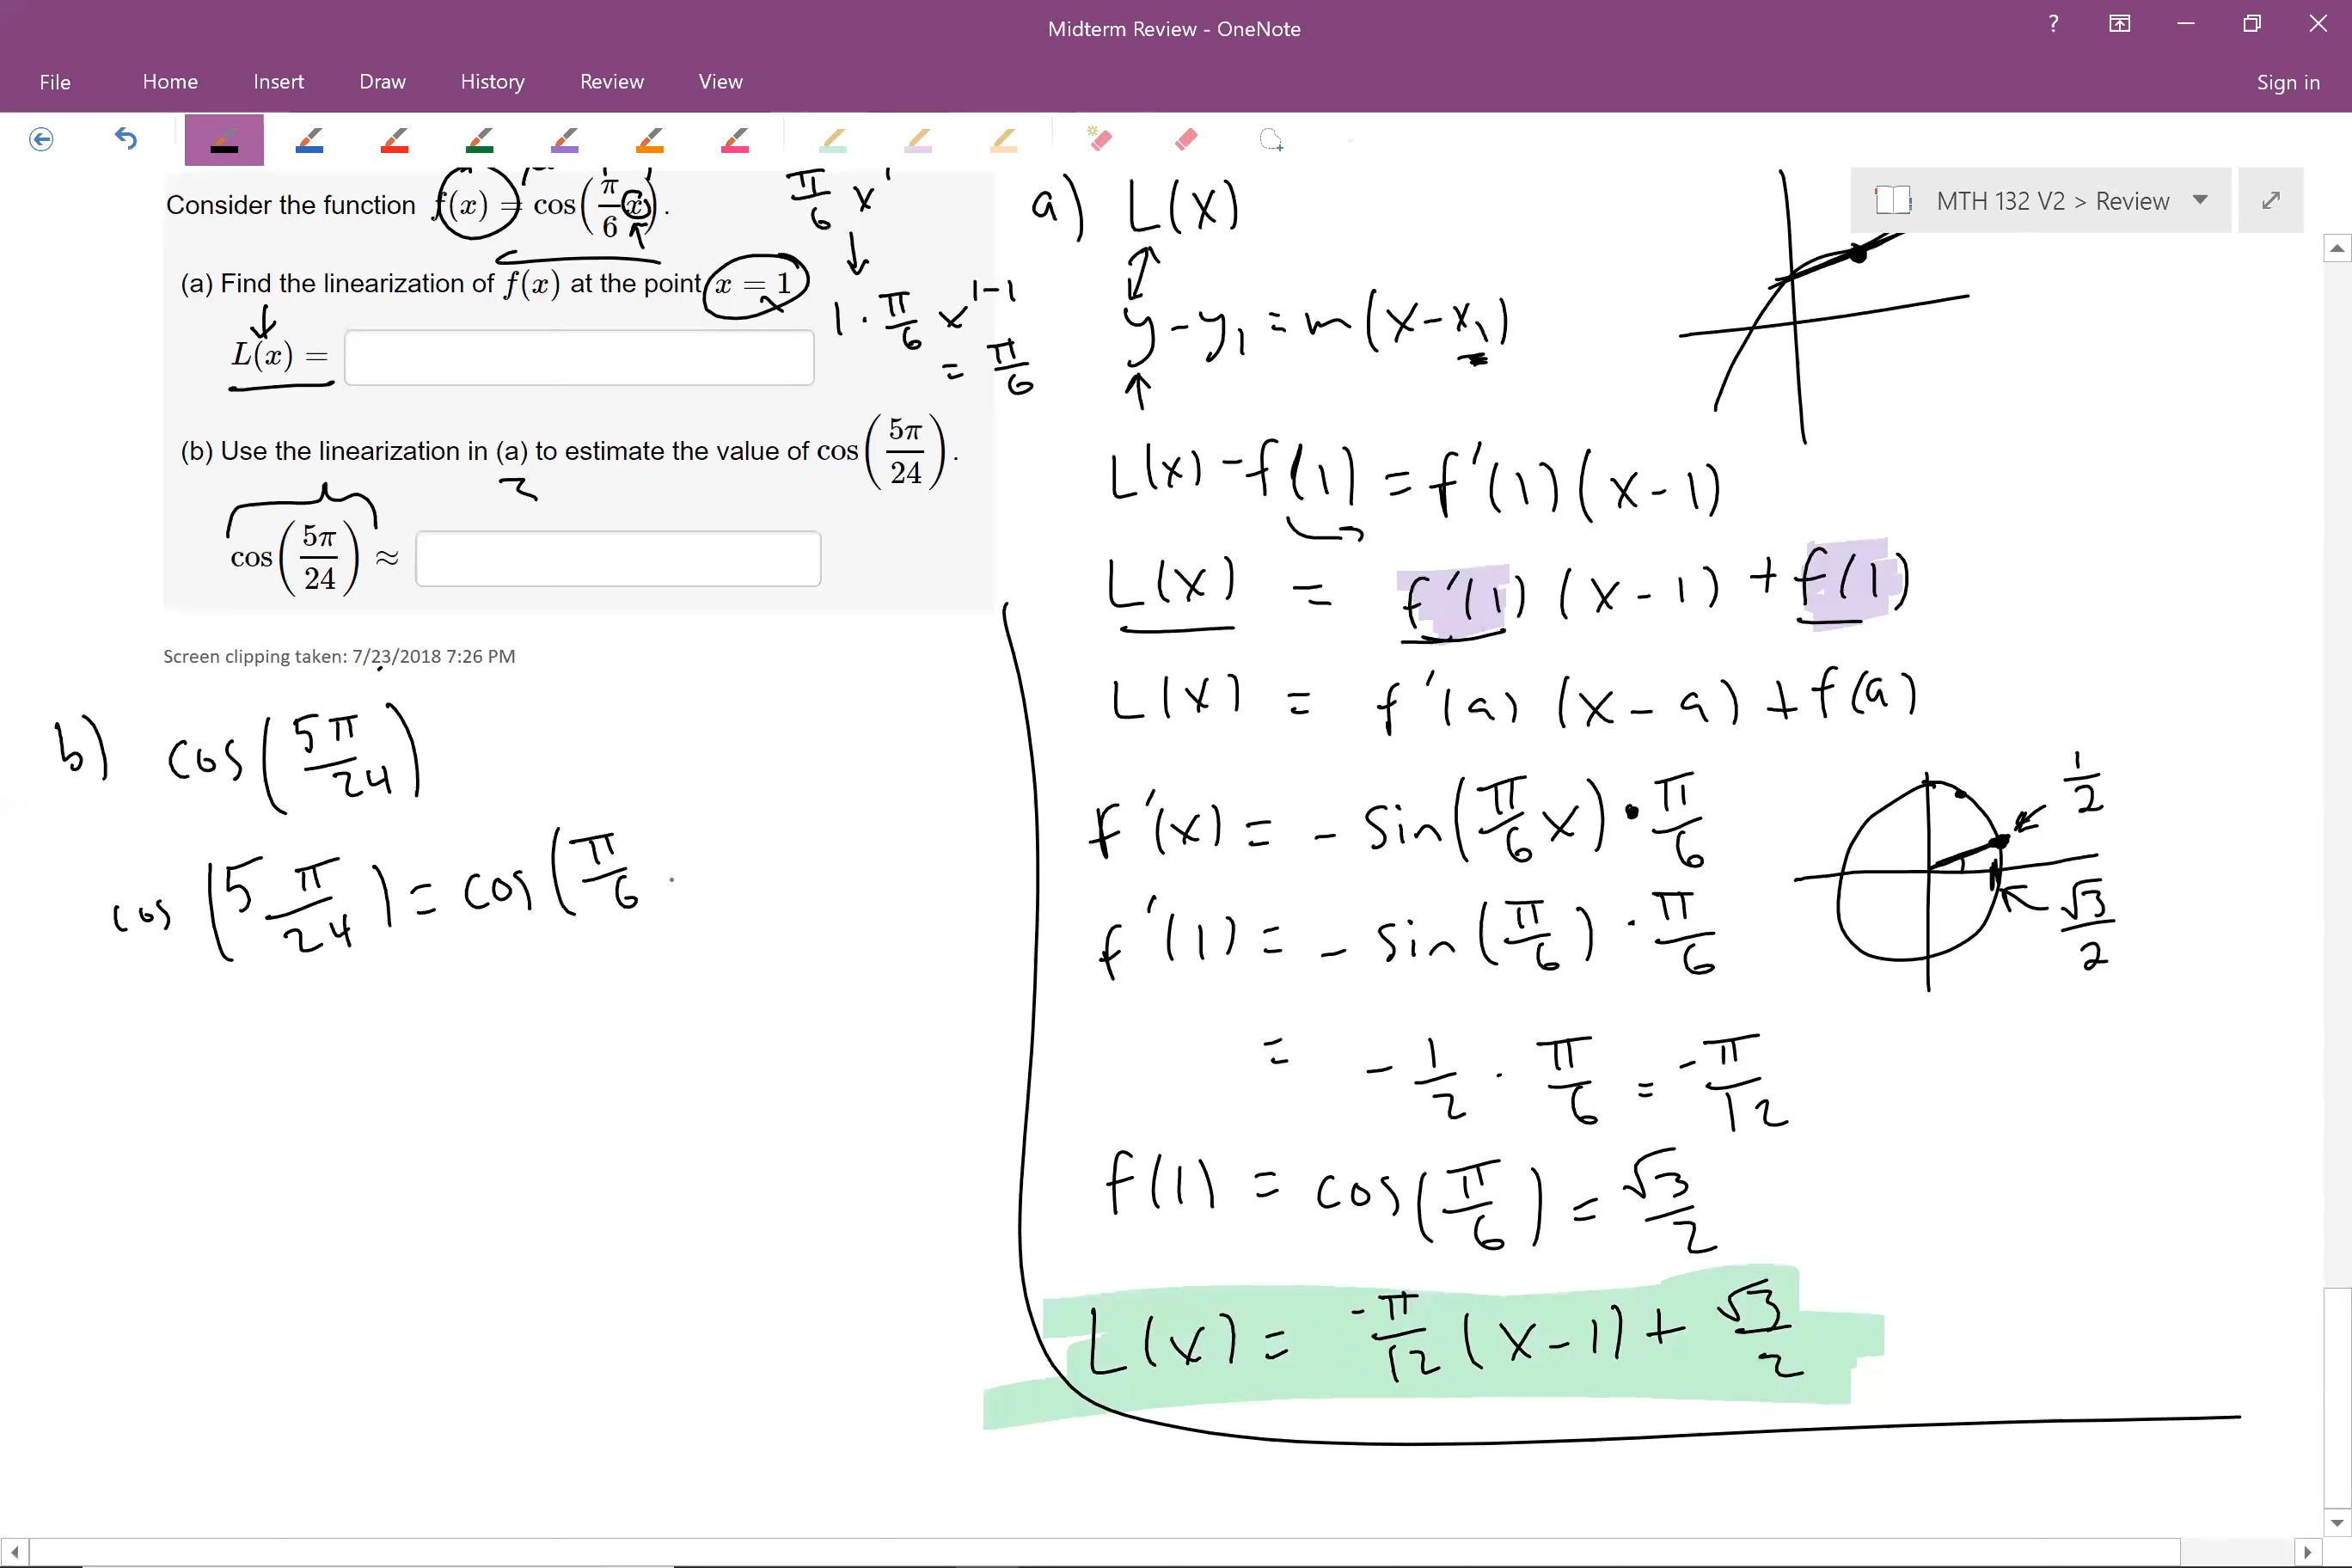 Midterm Review - OneNote
?
File Home Insert Draw History Review View
Sign in
MTH 132 V2 > Review
Consider the function f(x) = cos(π/6 x).
(a) Find the linearization of f(x) at the point x = 1
L(x) =
(b) Use the linearization in (a) to estimate the value of cos(5π/24).
cos(5π/24) ≈
Screen clipping taken: 7/23/2018 7:26 PM
π/6 x^1
1 · π/6 x^(1-1)
= π/6
b) cos(5π/24)
cos(5 π/24) = cos(π/6 ·
a) L(x)
y - y₁ = m(x - x₁)
L(x) - f(1) = f'(1)(x - 1)
L(x) = f'(1)(x - 1) + f(1)
L(x) = f'(a)(x - a) + f(a)
f'(x) = - sin(π/6 x) · π/6
f'(1) = - sin(π/6) · π/6
= - 1/2 · π/6 = -π/12
f(1) = cos(π/6) = √3/2
L(x) = -π/12 (x - 1) + √3/2
1/2
√3/2